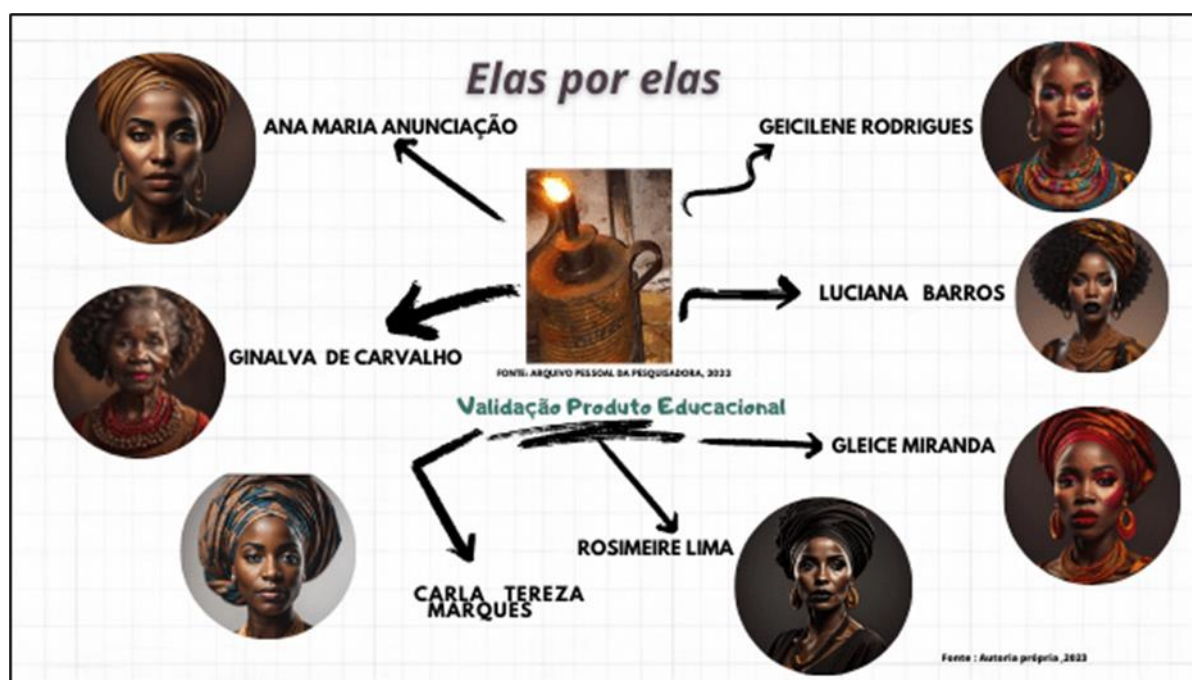 Elas por elas
ANA MARIA ANUNCIAÇÃO
GEICILENE RODRIGUES
LUCIANA BARROS
GINALVA DE CARVALHO
FONTE: ARQUIVO PESSOAL DA PESQUISADORA, 2023
Validação Produto Educacional
GLEICE MIRANDA
ROSIMEIRE LIMA
CARLA TEREZA
MARQUES
Fonte : Autoria própria ,2023